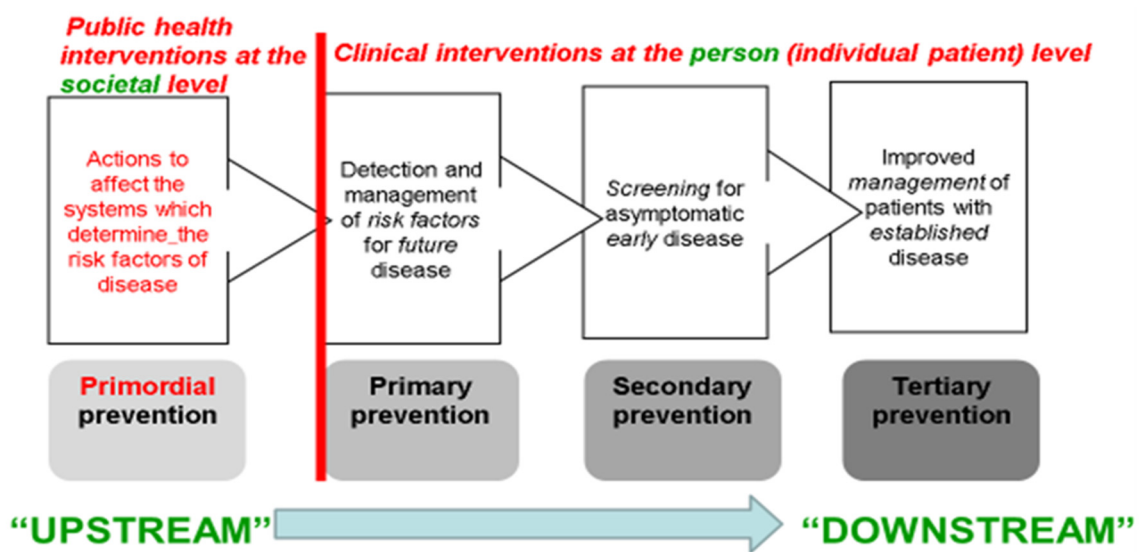 Public health
interventions at the
societal level
Clinical interventions at the person (individual patient) level
Actions to
affect the
systems which
determine_the
risk factors of
disease
Detection and
management
of risk factors
for future
disease
Screening for
asymptomatic
early disease
Improved
management of
patients with
established
disease
Primordial
prevention
Primary
prevention
Secondary
prevention
Tertiary
prevention
“UPSTREAM”
“DOWNSTREAM”